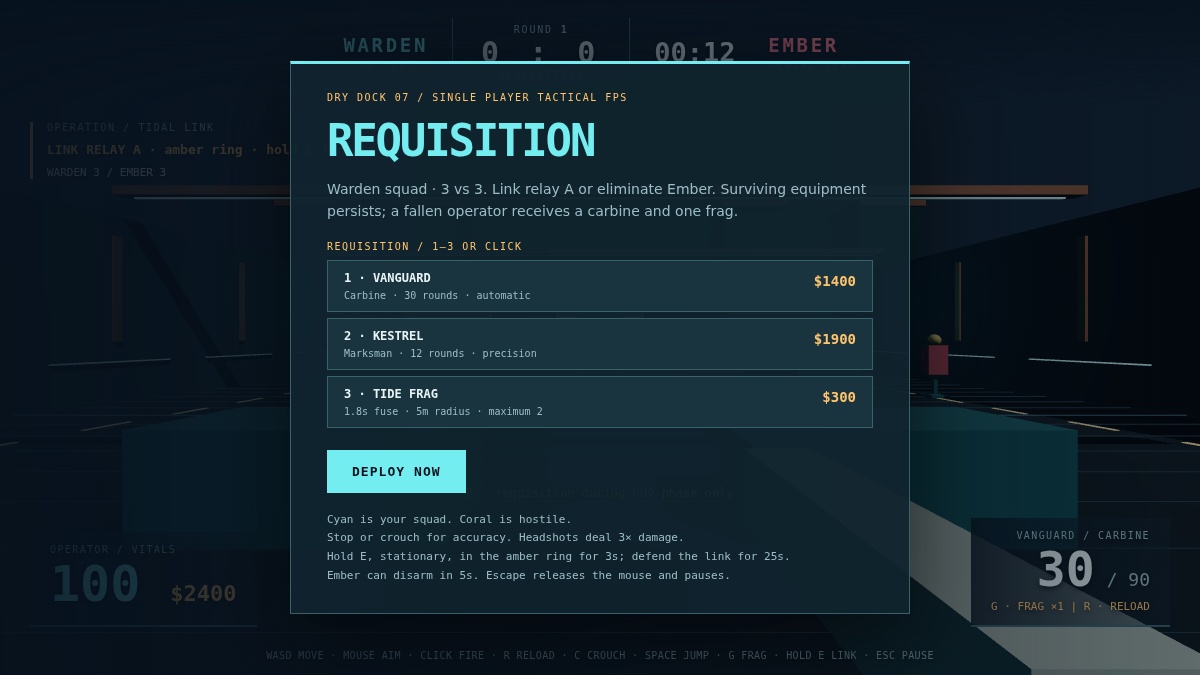 WARDEN
ROUND 1
0 : 0
00:12
EMBER
OPERATION / TIDAL LINK
LINK RELAY A · amber ring · hol
WARDEN 3 / EMBER 3
DRY DOCK 07 / SINGLE PLAYER TACTICAL FPS
REQUISITION
Warden squad · 3 vs 3. Link relay A or eliminate Ember. Surviving equipment
persists; a fallen operator receives a carbine and one frag.
REQUISITION / 1–3 OR CLICK
1 · VANGUARD
$1400
Carbine · 30 rounds · automatic
2 · KESTREL
$1900
Marksman · 12 rounds · precision
3 · TIDE FRAG
$300
1.8s fuse · 5m radius · maximum 2
DEPLOY NOW
Cyan is your squad. Coral is hostile.
Stop or crouch for accuracy. Headshots deal 3× damage.
Hold E, stationary, in the amber ring for 3s; defend the link for 25s.
Ember can disarm in 5s. Escape releases the mouse and pauses.
OPERATOR / VITALS
100 $2400
VANGUARD / CARBINE
30 / 90
G · FRAG ×1 | R · RELOAD
WASD MOVE · MOUSE AIM · CLICK FIRE · R RELOAD · C CROUCH · SPACE JUMP · G FRAG · HOLD E LINK · ESC PAUSE